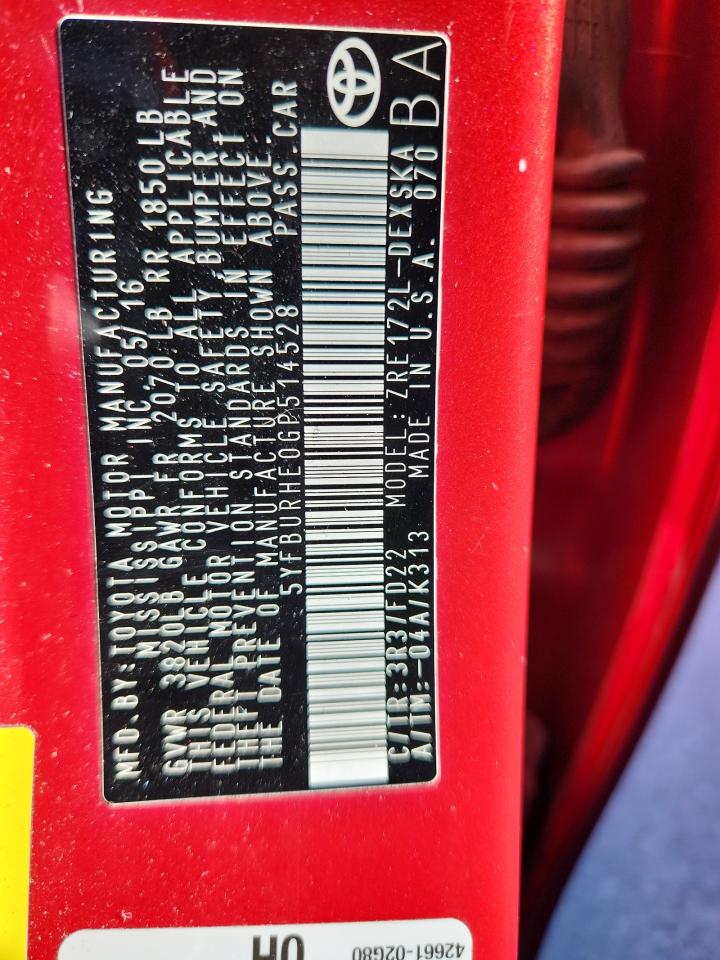 MFD.BY:TOYOTA MOTOR MANUFACTURING
MISSISSIPPI INC.05/16
GVWR 3820LB GAWR FR 2070LB RR 1850LB
THIS VEHICLE CONFORMS TO ALL APPLICABLE
FEDERAL MOTOR VEHICLE SAFETY,BUMPER,AND
THEFT PREVENTION STANDARDS IN EFFECT ON
THE DATE OF MANUFACTURE SHOWN ABOVE.
5YFBURHE0GP514528 PASS.CAR
C/TR:3R3/FD22 MODEL:ZRE172L-DEXSKA
A/TM:-04A/K313 MADE IN U.S.A. 070
BA
42661-02G80